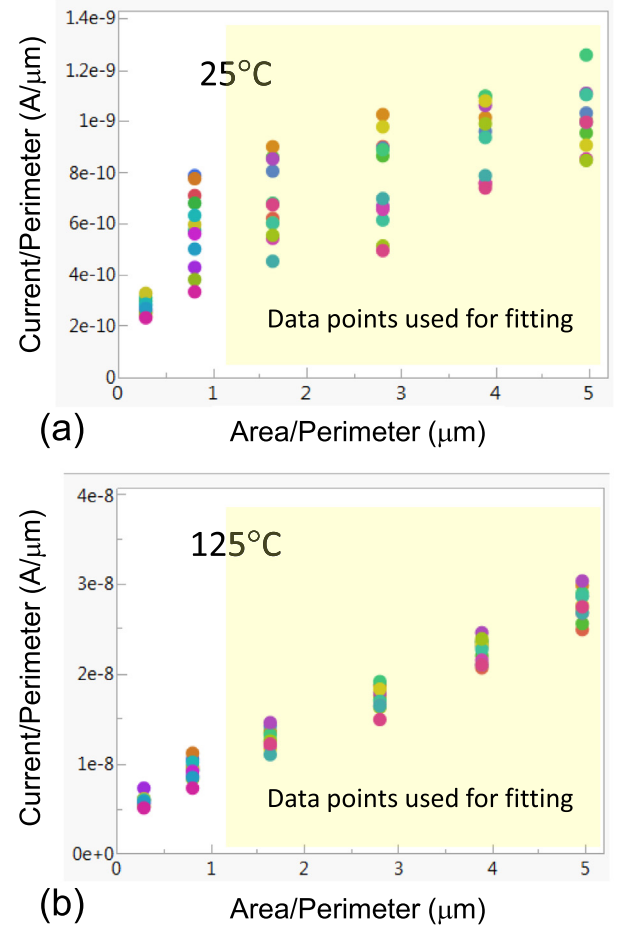 1.4e-9
1.2e-9
1e-9
8e-10
6e-10
4e-10
2e-10
0
Current/Perimeter (A/μm)
25°C
Data points used for fitting
0 1 2 3 4 5
(a)
Area/Perimeter (μm)
4e-8
3e-8
2e-8
1e-8
0e+0
Current/Perimeter (A/μm)
125°C
Data points used for fitting
0 1 2 3 4 5
(b)
Area/Perimeter (μm)